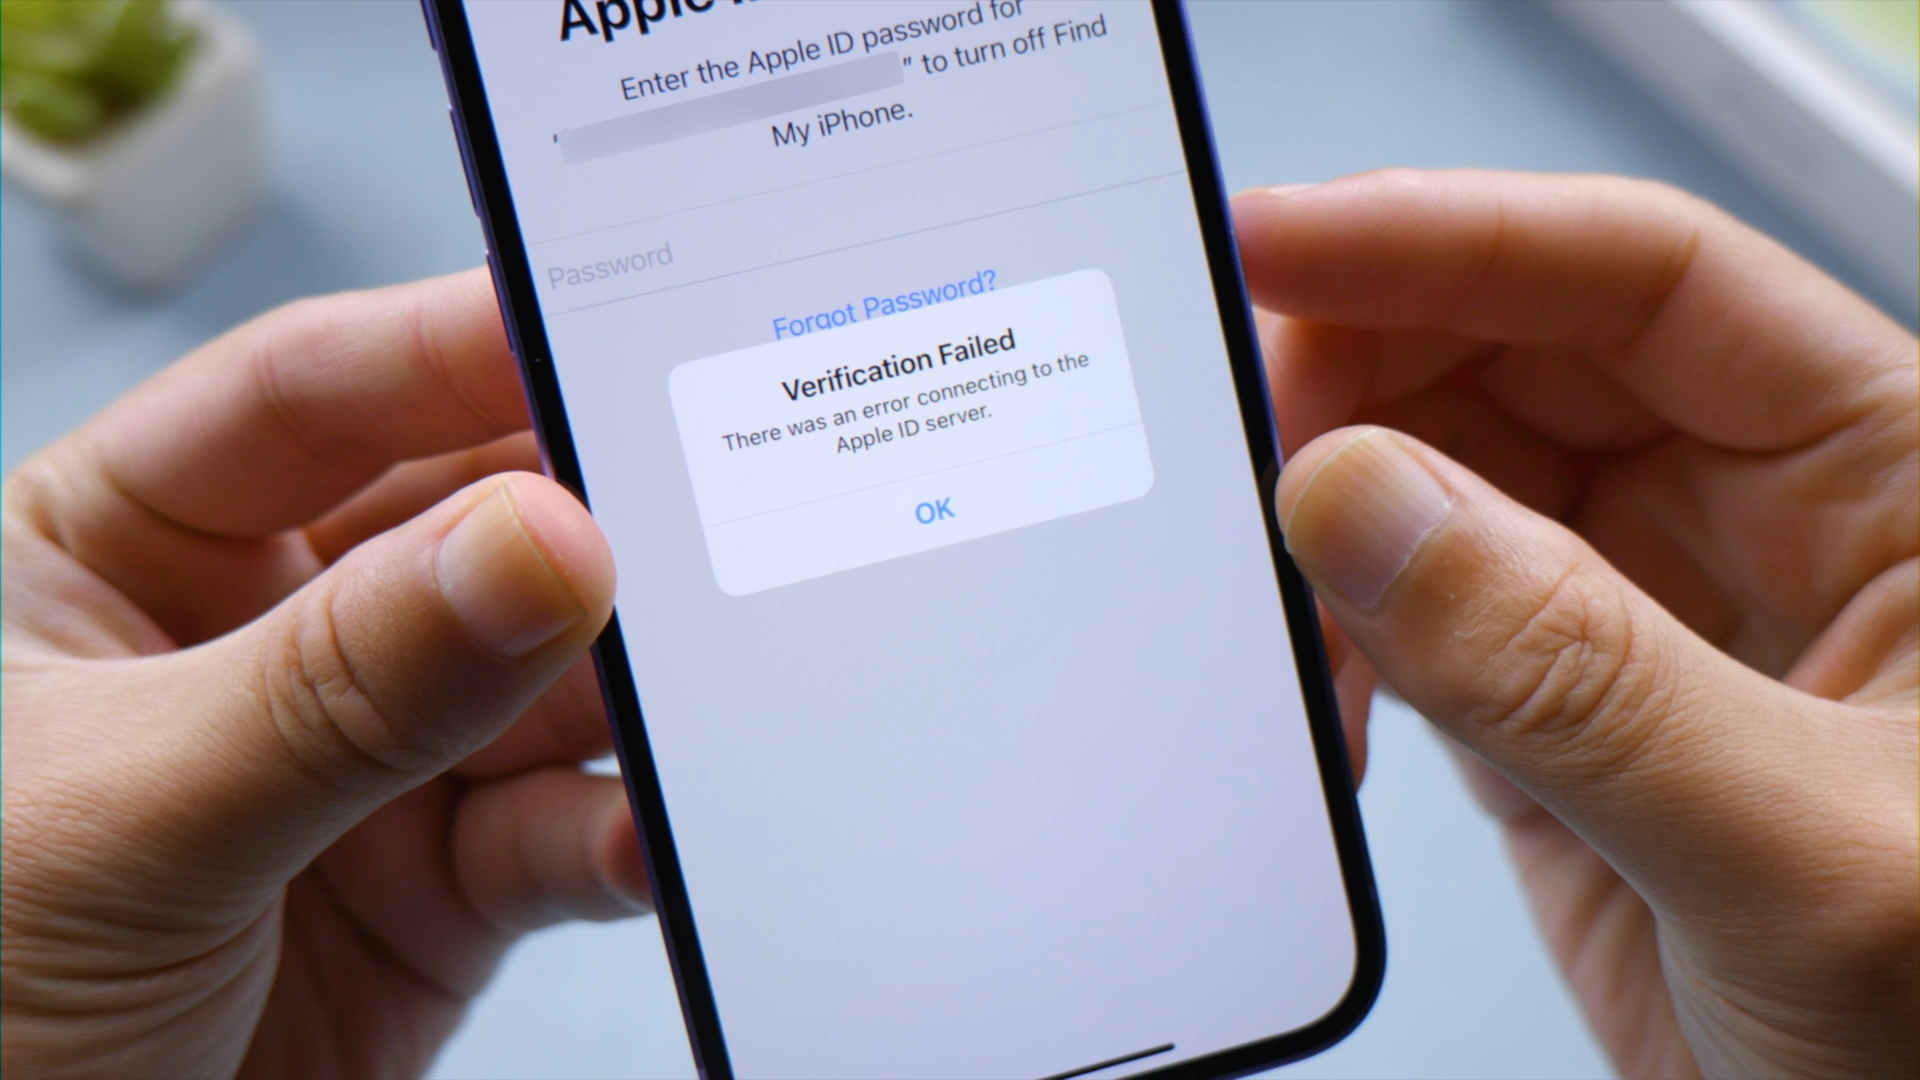 Apple
Enter the Apple ID password for
" to turn off Find
My iPhone.
Password
Forgot Password?
Verification Failed
There was an error connecting to the
Apple ID server.
OK